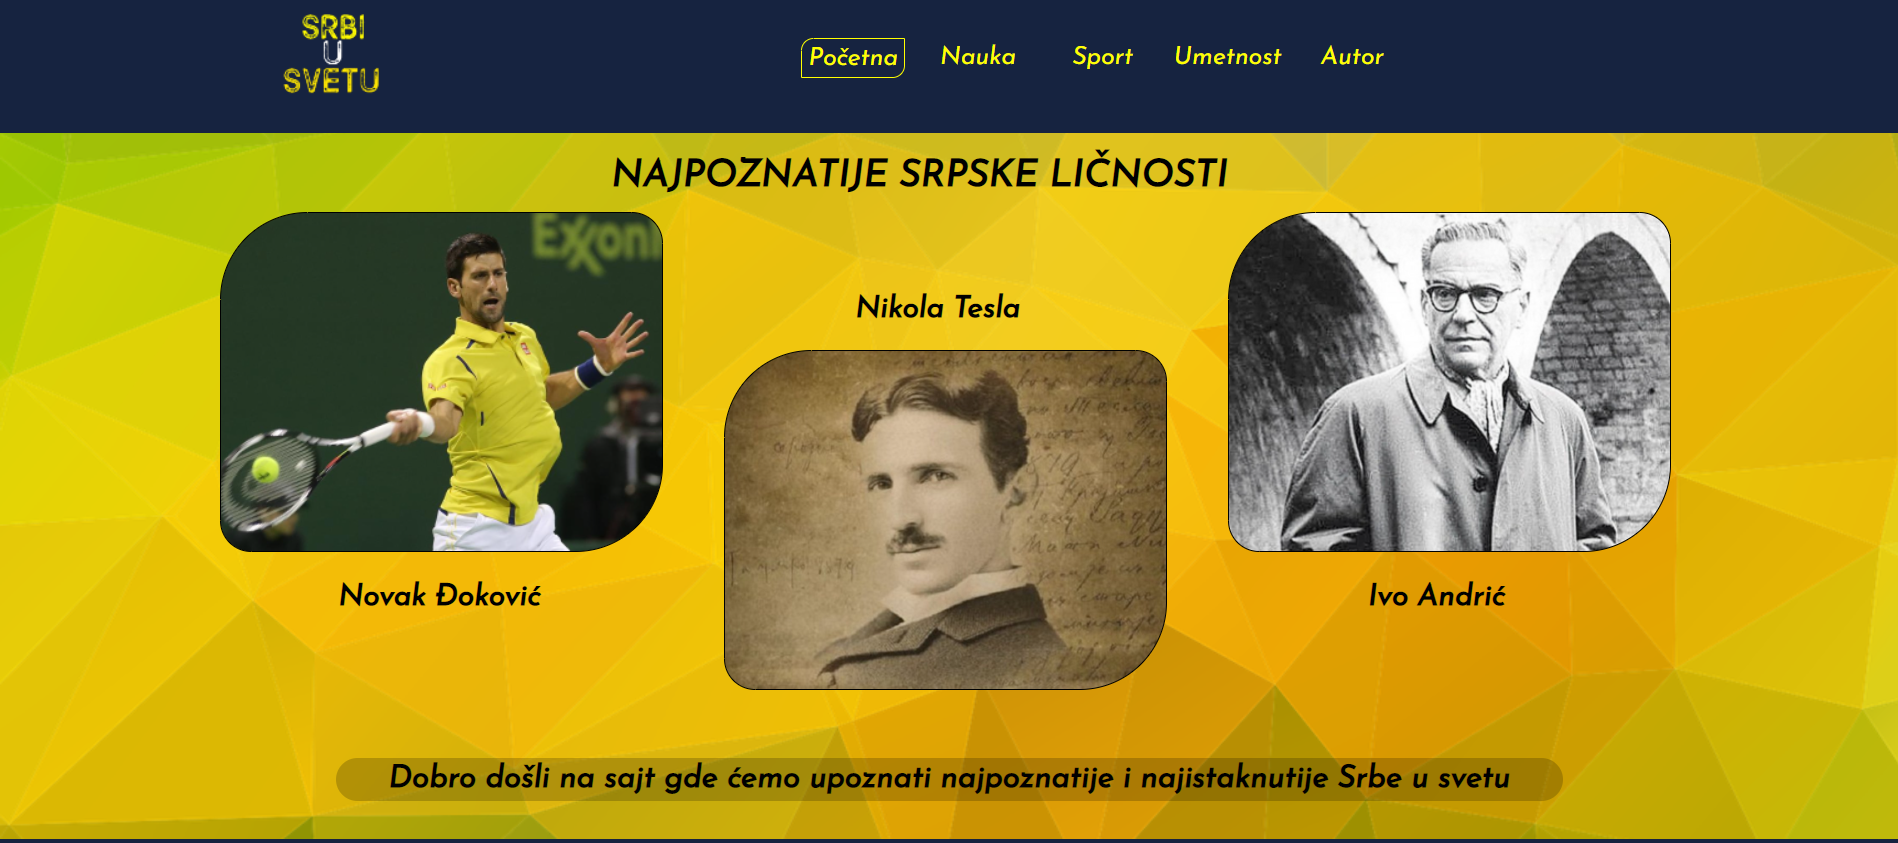 SRBI
U
SVETU
Početna Nauka Sport Umetnost Autor
NAJPOZNATIJE SRPSKE LIČNOSTI
Exxon
Nikola Tesla
Novak Đoković
Ivo Andrić
Dobro došli na sajt gde ćemo upoznati najpoznatije i najistaknutije Srbe u svetu